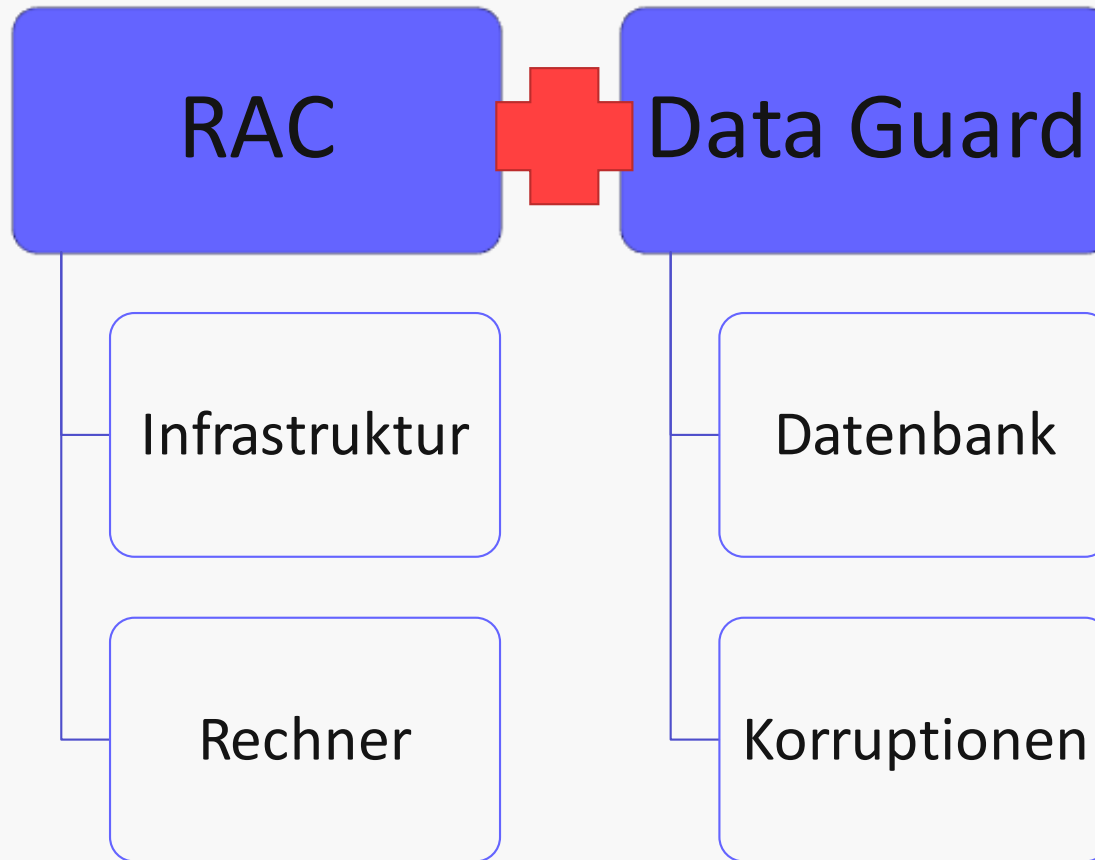 RAC
Infrastruktur
Rechner
Data Guard
Datenbank
Korruptionen